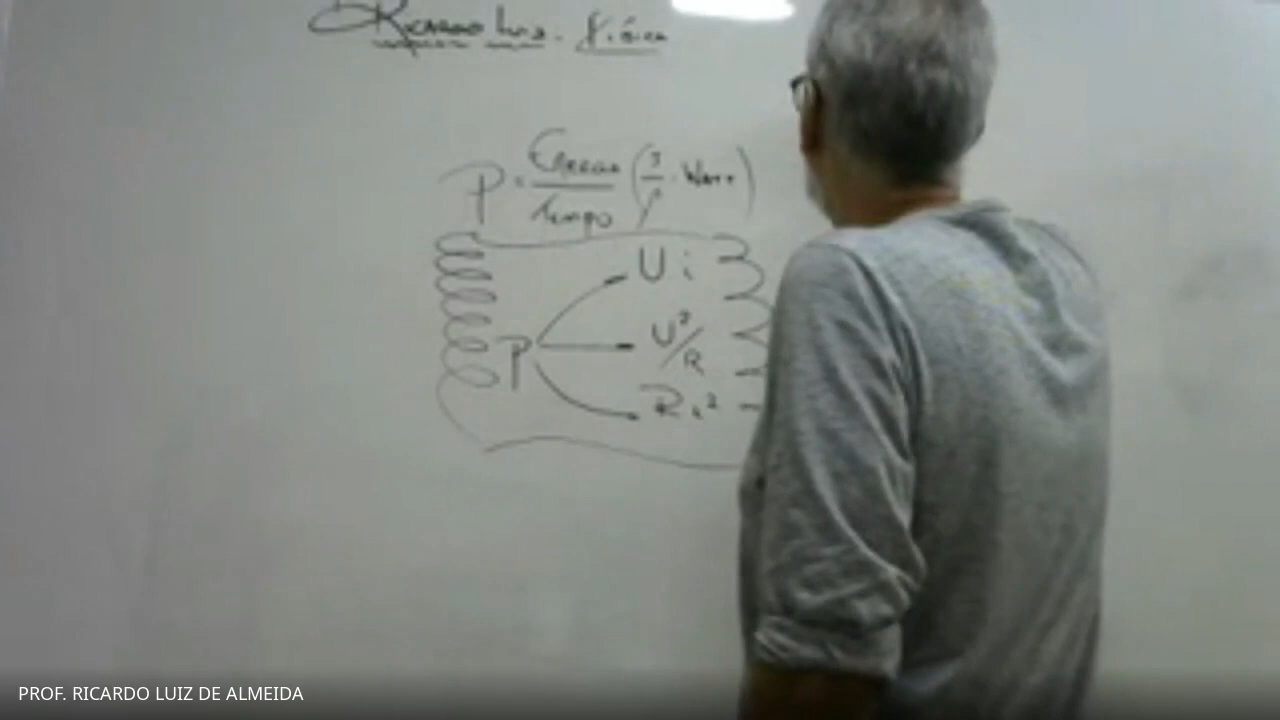 Ricardo Luiz. Física
P = Energia / Tempo (J/s = Watt)
U i
P U²/R
R i²
PROF. RICARDO LUIZ DE ALMEIDA